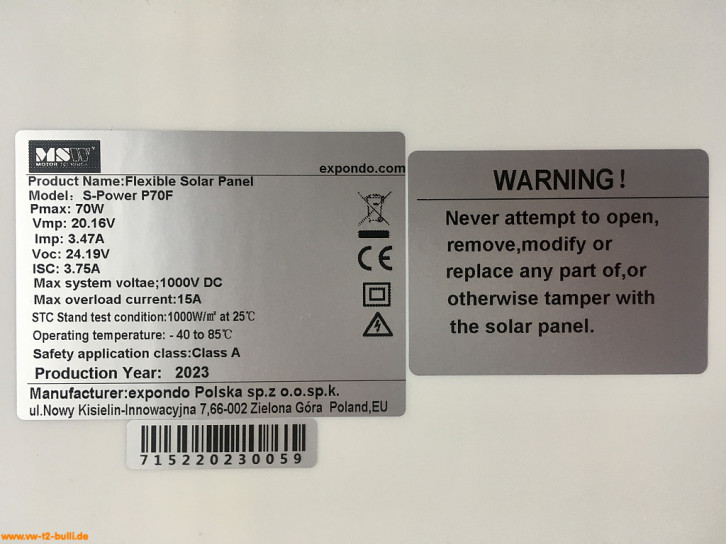 MSW
MOTOR TECHNICS
expondo.com
Product Name:Flexible Solar Panel
Model: S-Power P70F
Pmax: 70W
Vmp: 20.16V
Imp: 3.47A
Voc: 24.19V
ISC: 3.75A
Max system voltae;1000V DC
Max overload current:15A
STC Stand test condition:1000W/㎡ at 25℃
Operating temperature: - 40 to 85℃
Safety application class:Class A
Production Year: 2023
Manufacturer:expondo Polska sp.z o.o.sp.k.
ul.Nowy Kisielin-Innowacyjna 7,66-002 Zielona Góra Poland,EU
CE
715220230059
WARNING!
Never attempt to open,
remove,modify or
replace any part of,or
otherwise tamper with
the solar panel.
www.vw-t2-bulli.de